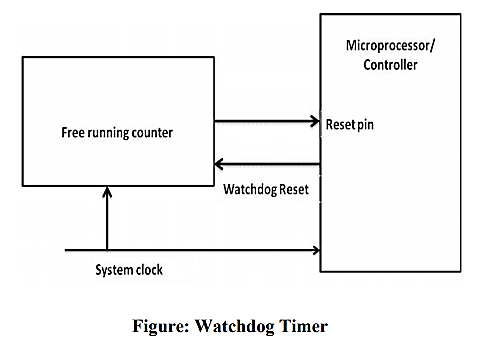 Microprocessor/
Controller
Free running counter
Reset pin
Watchdog Reset
System clock
Figure: Watchdog Timer